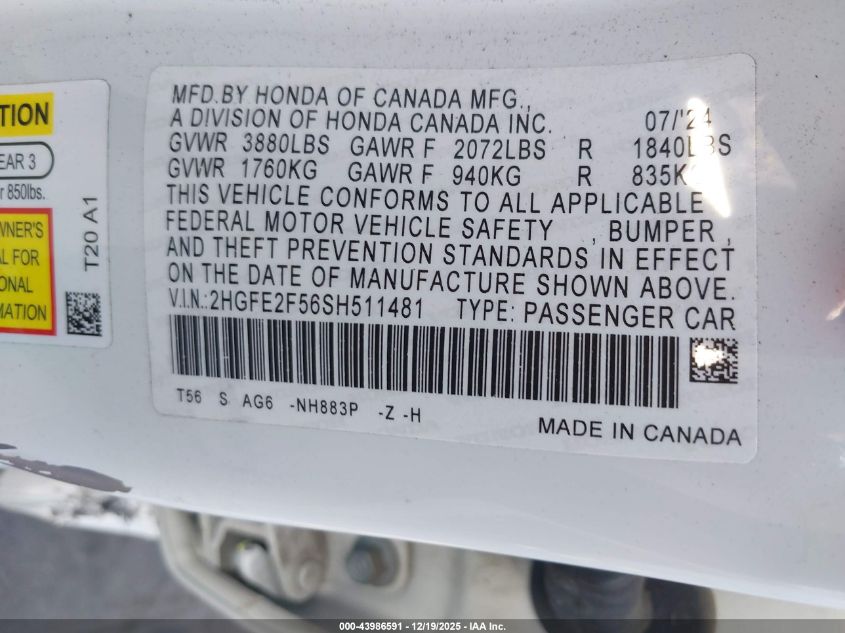 TION
EAR 3
r 850lbs.
WNER'S
AL FOR
ONAL
MATION
T20 A1
MFD.BY HONDA OF CANADA MFG.,
A DIVISION OF HONDA CANADA INC. 07/'24
GVWR 3880LBS GAWR F 2072LBS R 1840LBS
GVWR 1760KG GAWR F 940KG R 835KG
THIS VEHICLE CONFORMS TO ALL APPLICABLE
FEDERAL MOTOR VEHICLE SAFETY , BUMPER ,
AND THEFT PREVENTION STANDARDS IN EFFECT
ON THE DATE OF MANUFACTURE SHOWN ABOVE.
V.I.N.:2HGFE2F56SH511481 TYPE: PASSENGER CAR
T56 S AG6 -NH883P -Z -H
MADE IN CANADA
000-43986591 / 12/19/2025 - IAA Inc.